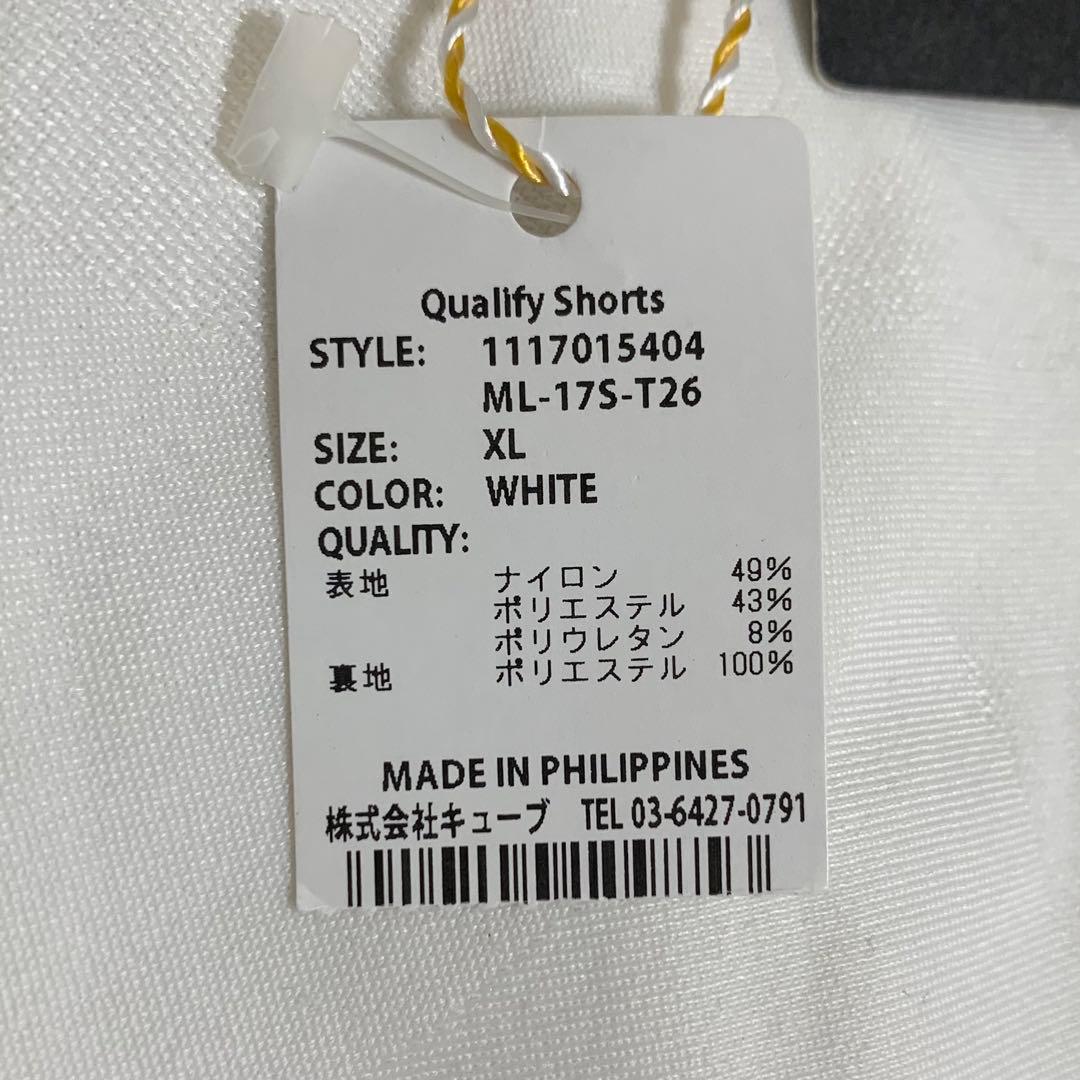 Qualify Shorts
STYLE: 1117015404
ML-17S-T26
SIZE: XL
COLOR: WHITE
QUALITY:
表地 ナイロン 49%
ポリエステル 43%
ポリウレタン 8%
裏地 ポリエステル 100%
MADE IN PHILIPPINES
株式会社キューブ TEL 03-6427-0791